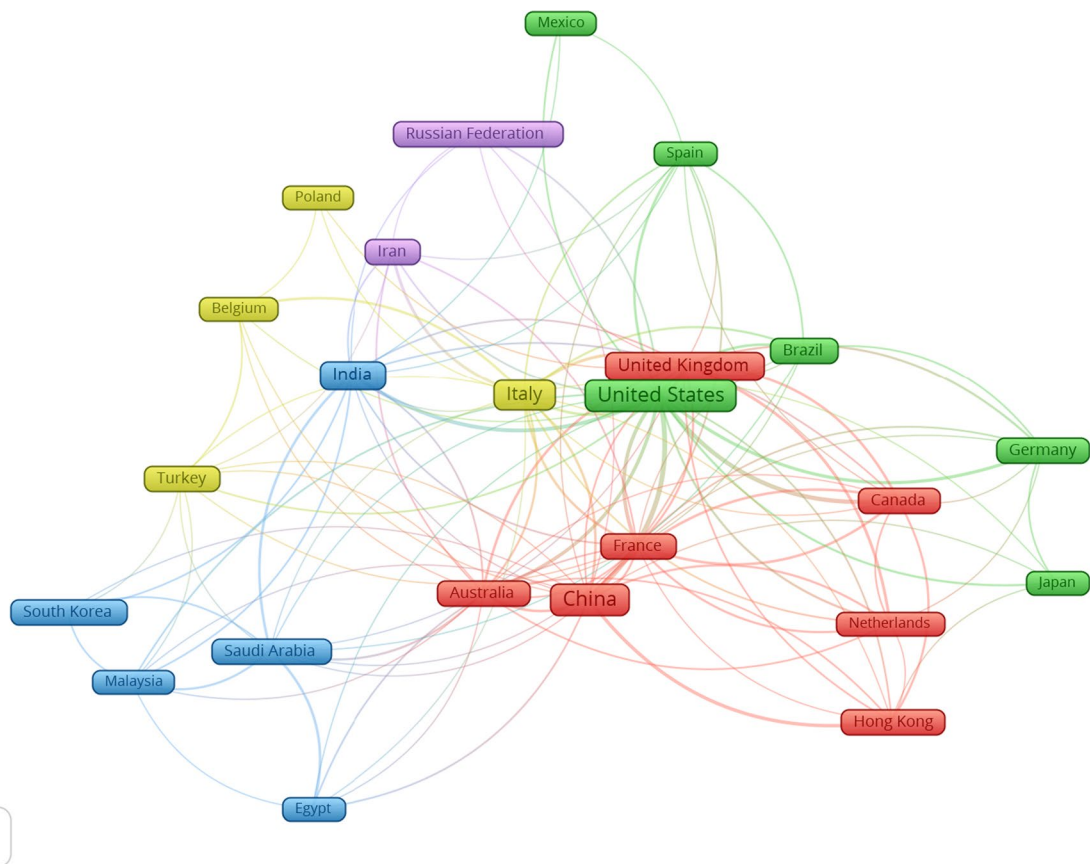 Mexico
Russian Federation
Spain
Poland
Iran
Belgium
Brazil
United Kingdom
India
Italy
United States
Germany
Turkey
Canada
France
Japan
Australia
China
South Korea
Netherlands
Saudi Arabia
Malaysia
Hong Kong
Egypt